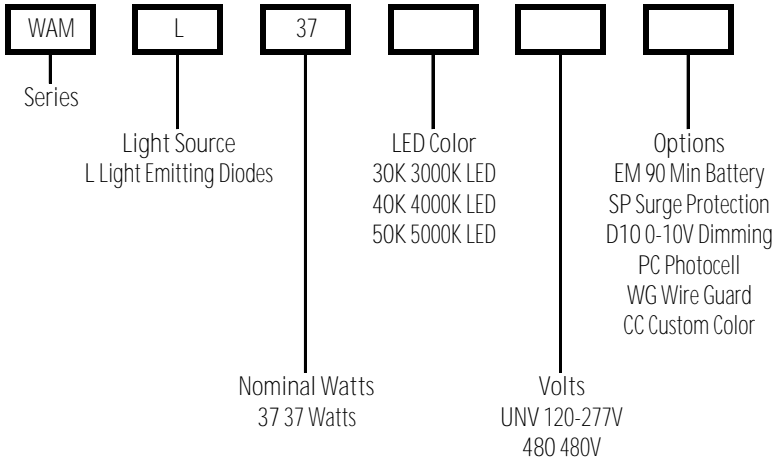 WAM L 37
Series
Light Source
L Light Emitting Diodes
LED Color
30K 3000K LED
40K 4000K LED
50K 5000K LED
Options
EM 90 Min Battery
SP Surge Protection
D10 0-10V Dimming
PC Photocell
WG Wire Guard
CC Custom Color
Nominal Watts
37 37 Watts
Volts
UNV 120-277V
480 480V